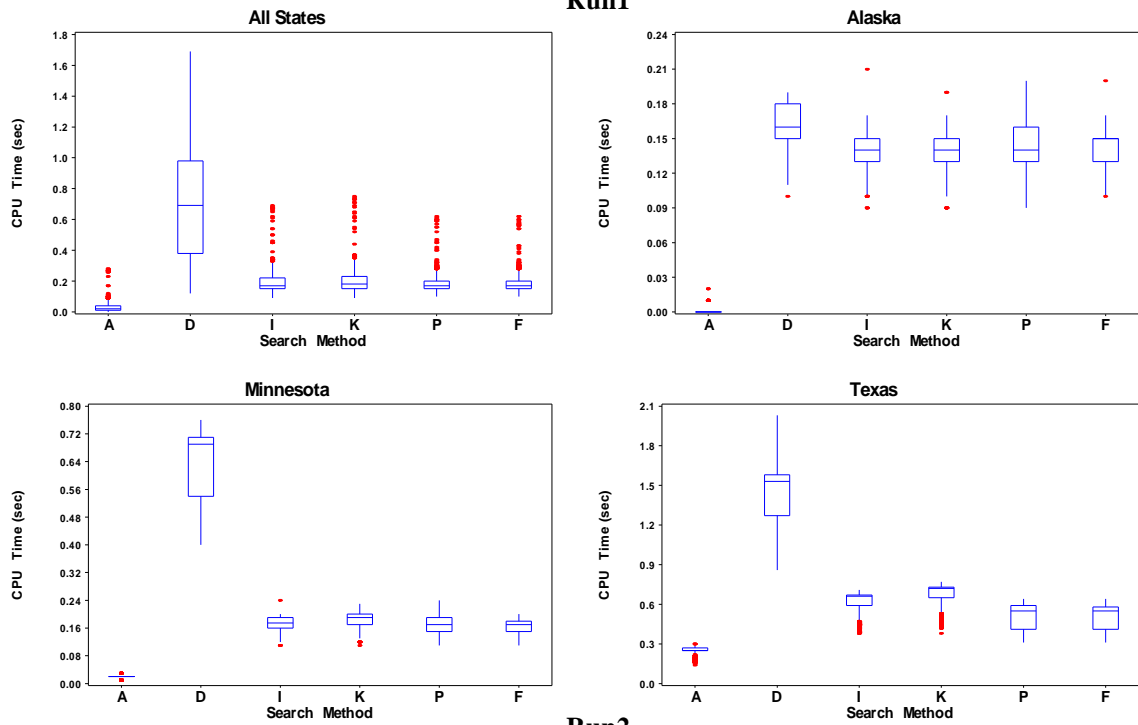 Run1
All States
CPU Time (sec)
1.8
1.6
1.4
1.2
1.0
0.8
0.6
0.4
0.2
0.0
A D I K P F
Search Method
Alaska
CPU Time (sec)
0.24
0.21
0.18
0.15
0.12
0.09
0.06
0.03
0.00
A D I K P F
Search Method
Minnesota
CPU Time (sec)
0.80
0.72
0.64
0.56
0.48
0.40
0.32
0.24
0.16
0.08
0.00
A D I K P F
Search Method
Texas
CPU Time (sec)
2.1
1.8
1.5
1.2
0.9
0.6
0.3
0.0
A D I K P F
Search Method
Run2